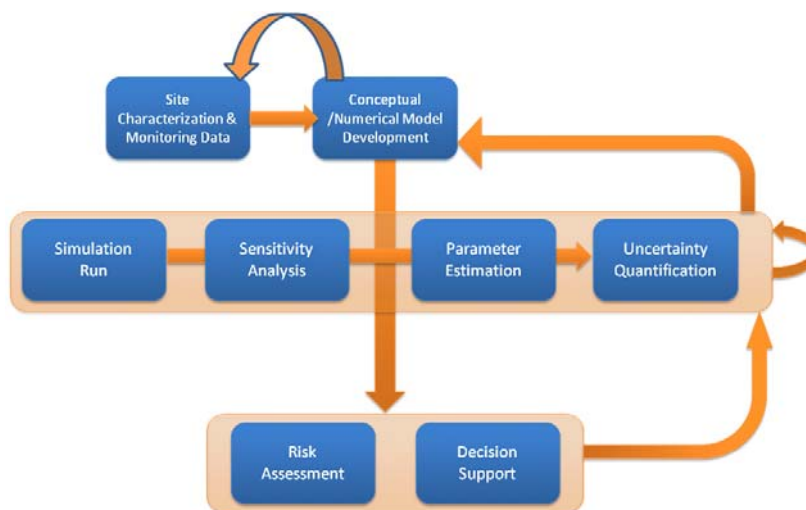 Site
Characterization &
Monitoring Data
Conceptual
/Numerical Model
Development
Simulation
Run
Sensitivity
Analysis
Parameter
Estimation
Uncertainty
Quantification
Risk
Assessment
Decision
Support